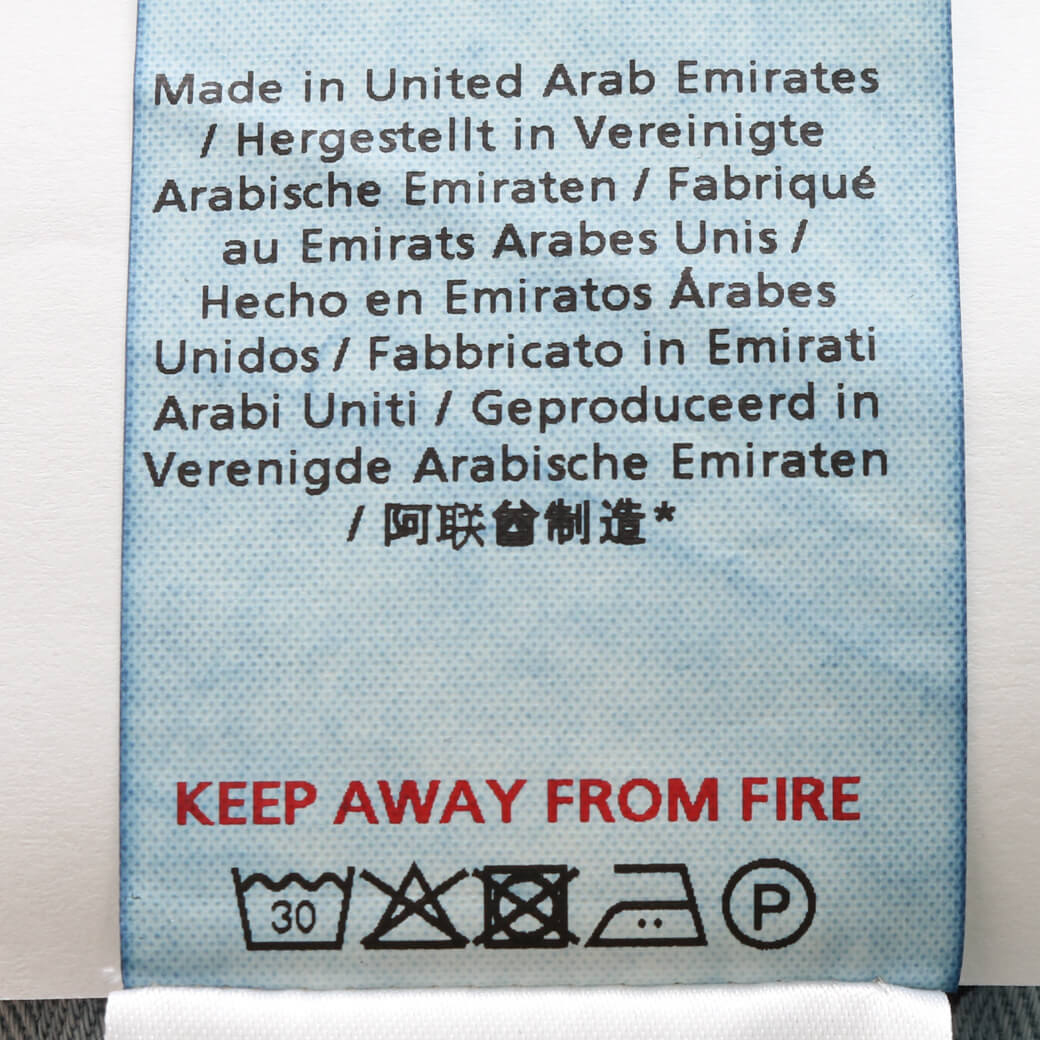 Made in United Arab Emirates
/ Hergestellt in Vereinigte
Arabische Emiraten / Fabriqué
au Emirats Arabes Unis /
Hecho en Emiratos Árabes
Unidos / Fabbricato in Emirati
Arabi Uniti / Geproduceerd in
Verenigde Arabische Emiraten
/ 阿联酋制造*
KEEP AWAY FROM FIRE
30 P